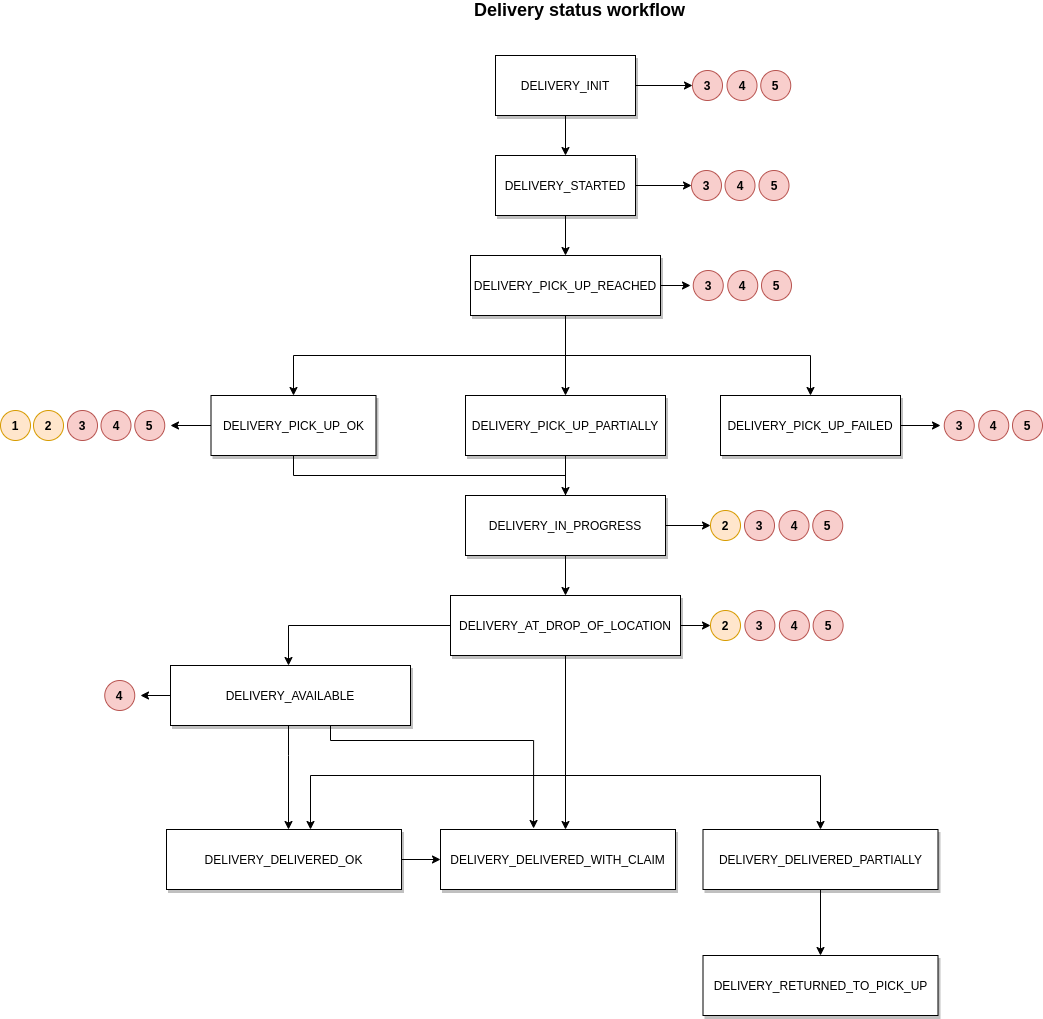 Delivery status workflow
DELIVERY_INIT
3 4 5
DELIVERY_STARTED
3 4 5
DELIVERY_PICK_UP_REACHED
3 4 5
1 2 3 4 5
DELIVERY_PICK_UP_OK
DELIVERY_PICK_UP_PARTIALLY
DELIVERY_PICK_UP_FAILED
3 4 5
DELIVERY_IN_PROGRESS
2 3 4 5
DELIVERY_AT_DROP_OF_LOCATION
2 3 4 5
4
DELIVERY_AVAILABLE
DELIVERY_DELIVERED_OK
DELIVERY_DELIVERED_WITH_CLAIM
DELIVERY_DELIVERED_PARTIALLY
DELIVERY_RETURNED_TO_PICK_UP